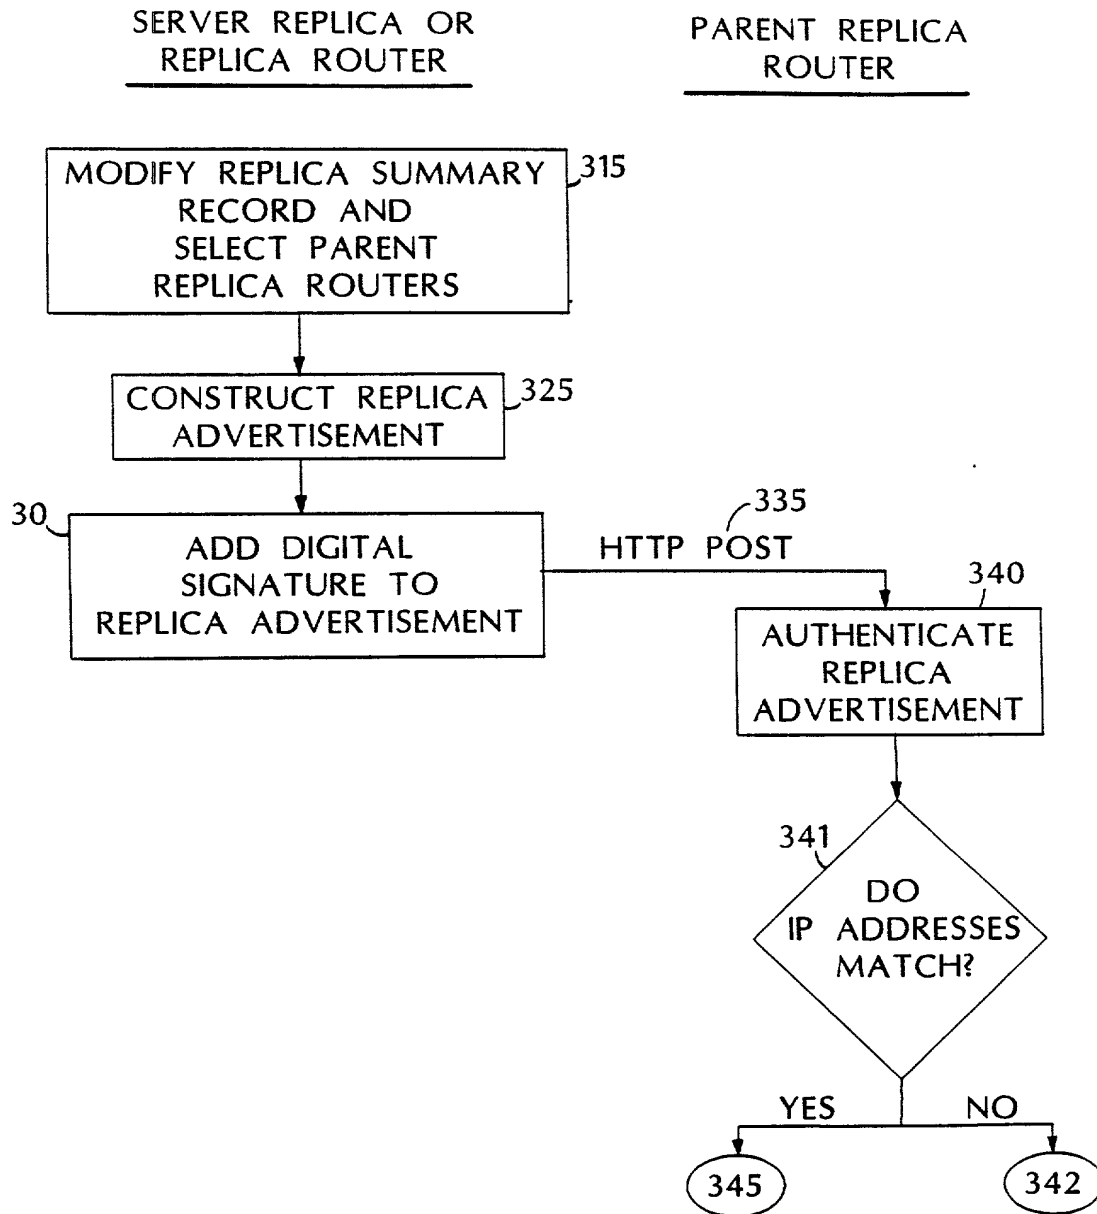 SERVER REPLICA OR
REPLICA ROUTER
PARENT REPLICA
ROUTER
315
MODIFY REPLICA SUMMARY
RECORD AND
SELECT PARENT
REPLICA ROUTERS
325
CONSTRUCT REPLICA
ADVERTISEMENT
30
ADD DIGITAL
SIGNATURE TO
REPLICA ADVERTISEMENT
335
HTTP POST
340
AUTHENTICATE
REPLICA
ADVERTISEMENT
341
DO
IP ADDRESSES
MATCH?
YES
NO
345
342